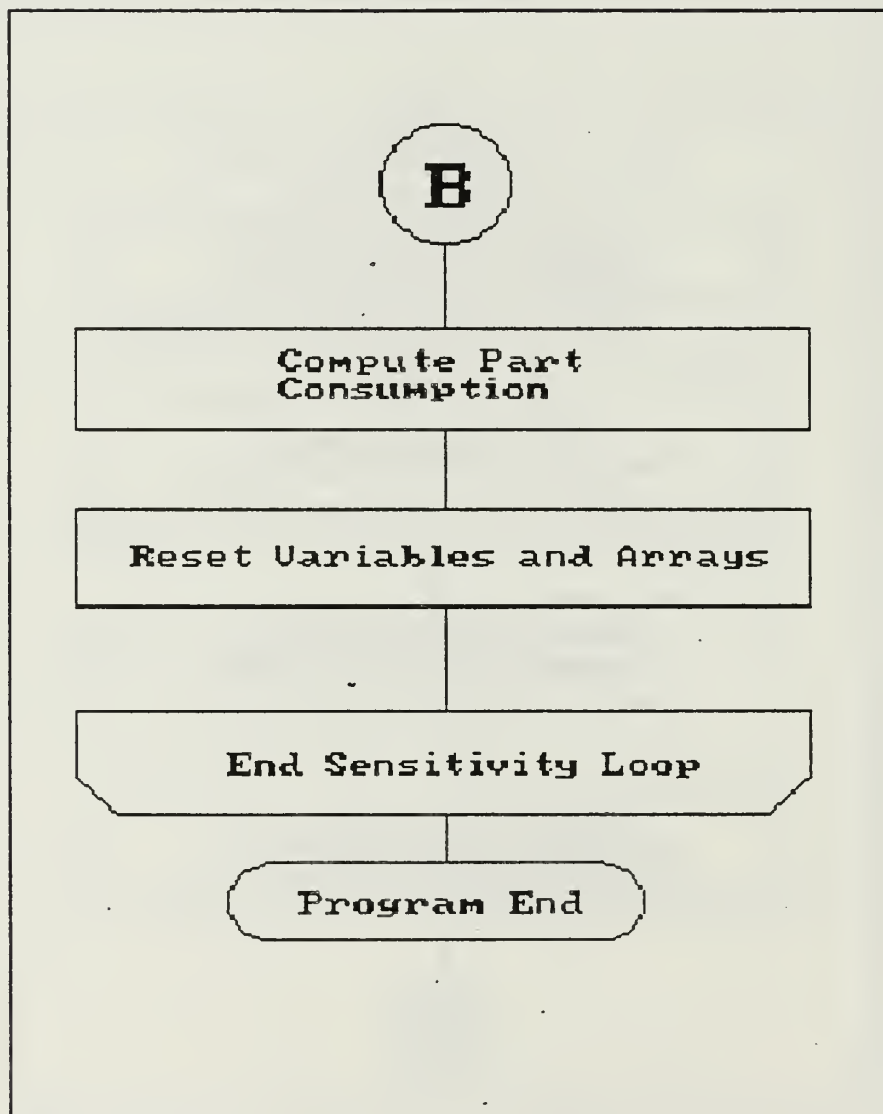 B
Compute Part
Consumption
Reset Variables and Arrays
End Sensitivity Loop
Program End